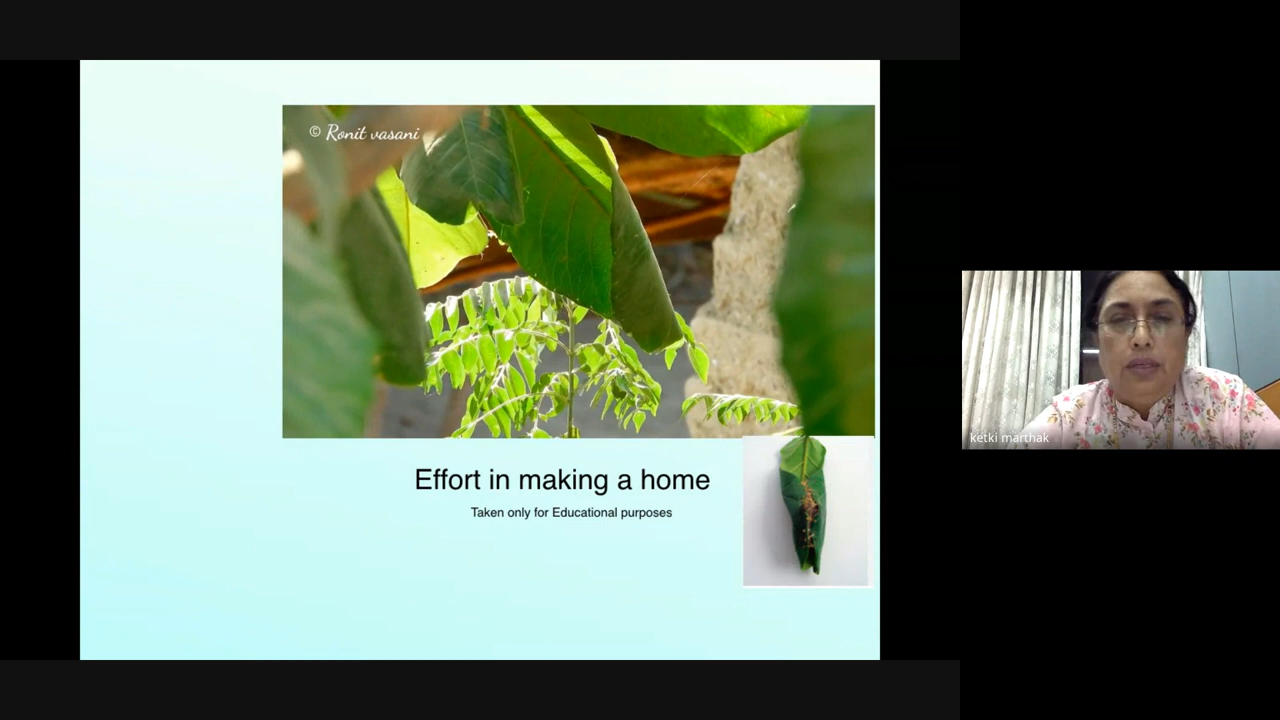 © Ronit vasani
Effort in making a home
Taken only for Educational purposes
ketki marthak